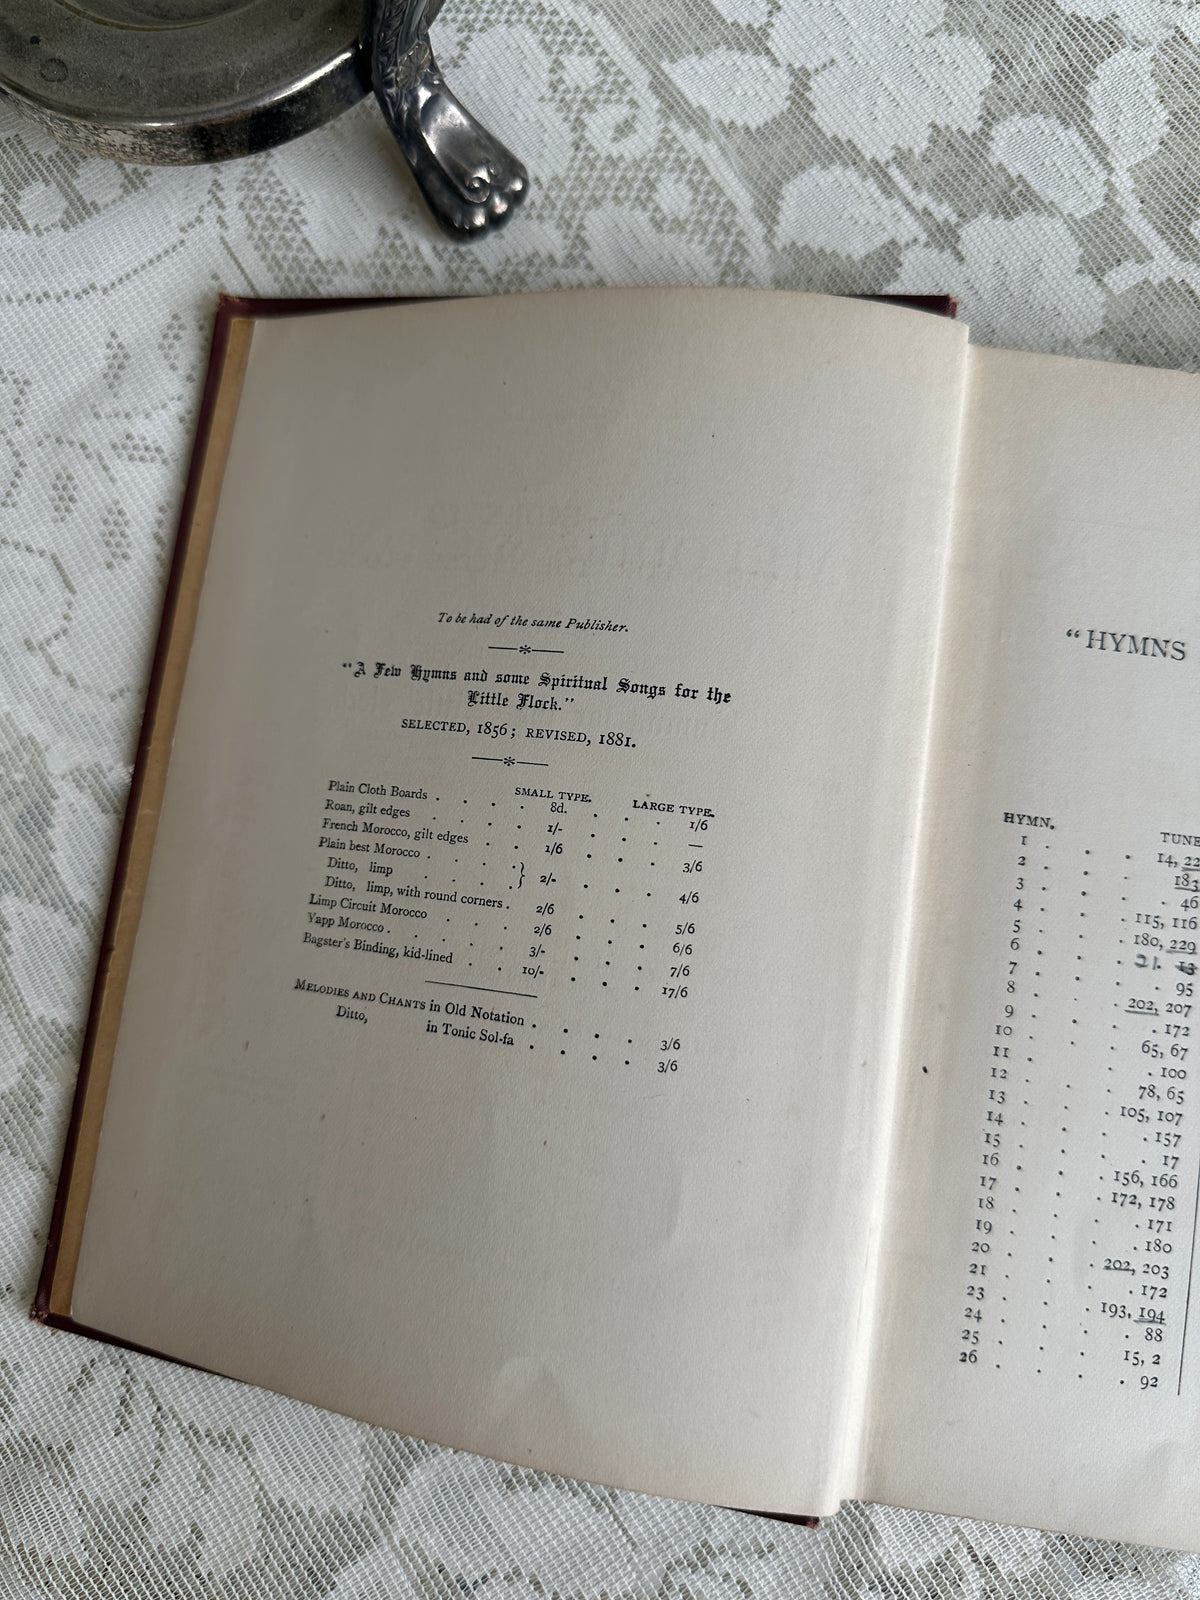 To be had of the same Publisher.
"A Few Hymns and some Spiritual Songs for the
Little Flock."
SELECTED, 1856; REVISED, 1881.
SMALL TYPE. LARGE TYPE.
Plain Cloth Boards . . . . 8d. . . . 1/6
Roan, gilt edges . . . . 1/- . . . —
French Morocco, gilt edges . . 1/6 . . . 3/6
Plain best Morocco . . . . } 2/- . . . 4/6
Ditto, limp . . . . }
Ditto, limp, with round corners . 2/6 . . . 5/6
Limp Circuit Morocco . . . 2/6 . . . 6/6
Yapp Morocco . . . . . 3/- . . . 7/6
Bagster's Binding, kid-lined . . 10/- . . . 17/6
MELODIES AND CHANTS in Old Notation . . . . 3/6
Ditto, in Tonic Sol-fa . . . . 3/6
"HYMNS
HYMN. TUNE
1 . . . 14, 22
2 . . . 183
3 . . . 46
4 . . . 115, 116
5 . . . 180, 229
6 . . . 21. 13
7 . . . 95
8 . . . 202, 207
9 . . . 172
10 . . . 65, 67
11 . . . 100
12 . . . 78, 65
13 . . . 105, 107
14 . . . 157
15 . . . 17
16 . . . 156, 166
17 . . . 172, 178
18 . . . 171
19 . . . 180
20 . . . 202, 203
21 . . . 172
23 . . . 193, 194
24 . . . 88
25 . . . 15, 2
26 . . . 92